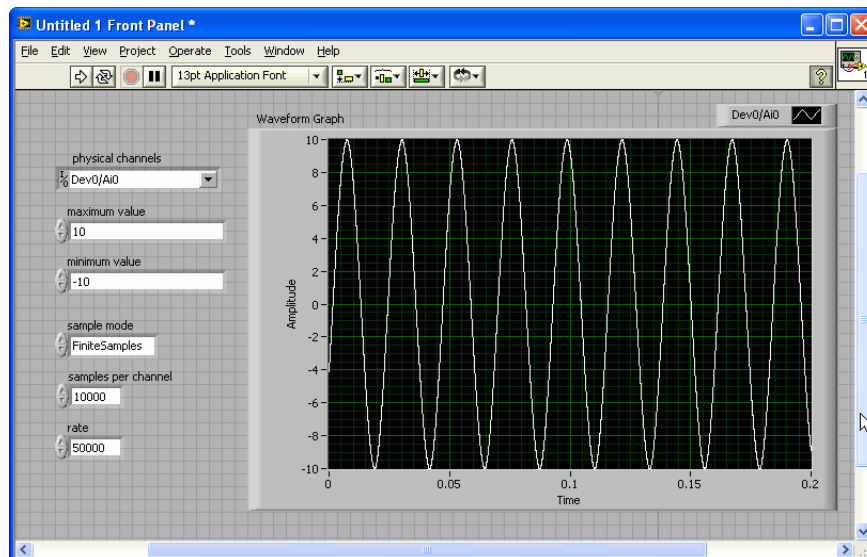 Untitled 1 Front Panel *
File Edit View Project Operate Tools Window Help
13pt Application Font
?
1
Waveform Graph
Dev0/Ai0
physical channels
I/O Dev0/Ai0
maximum value
10
minimum value
-10
sample mode
FiniteSamples
samples per channel
10000
rate
50000
Amplitude
10
8
6
4
2
0
-2
-4
-6
-8
-10
0 0.05 0.1 0.15 0.2
Time